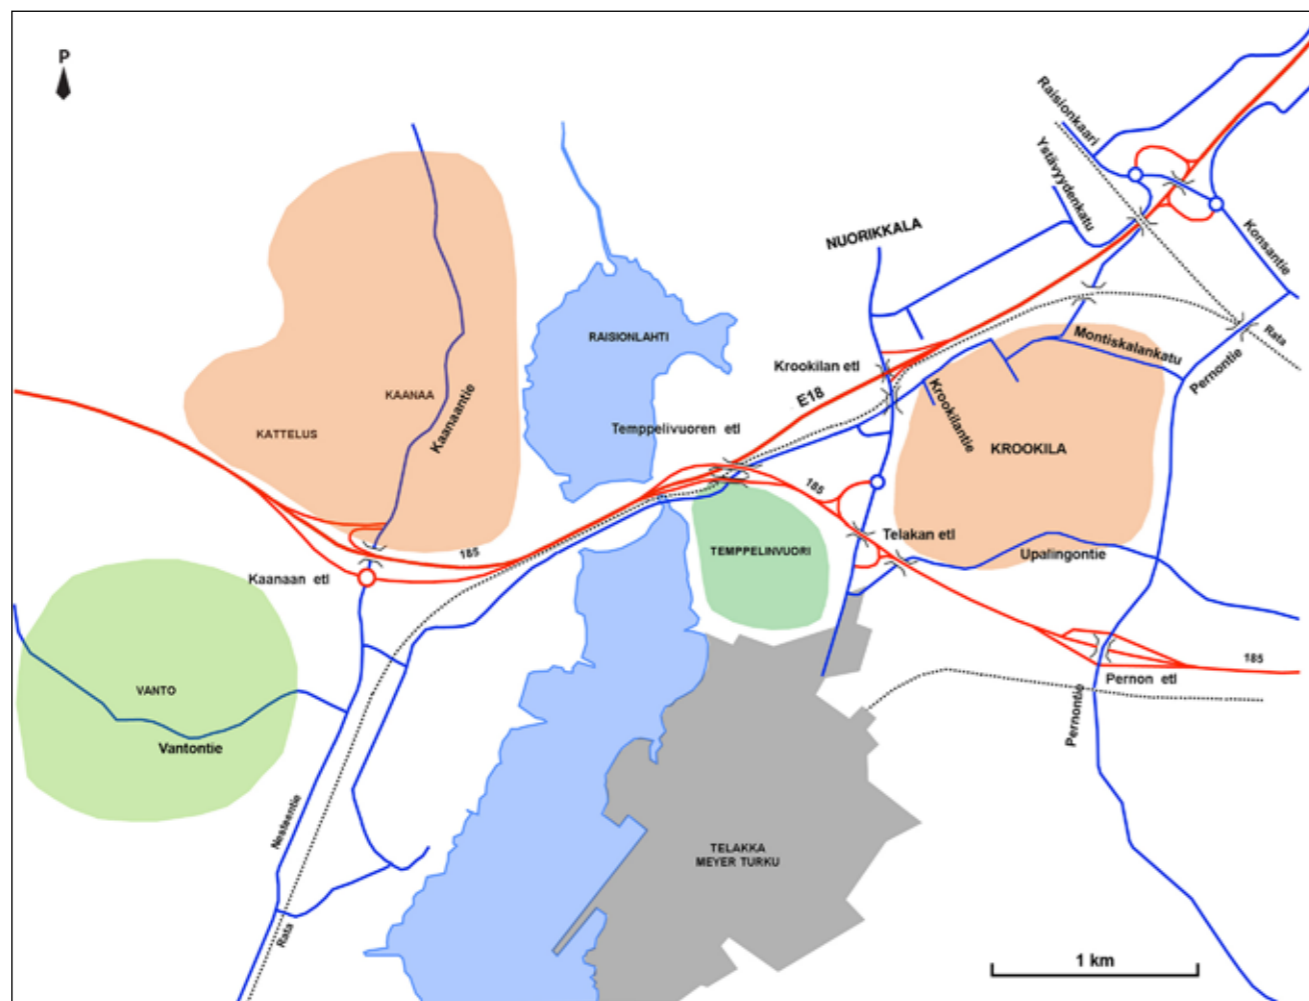 P
Raisionkaari
Ystävyydenkatu
NUORIKKALA
Konsantie
RAISIONLAHTI
Montiskalankatu
Rata
Pernontie
Krookilan etl
E18
KAANAA
Kaanaantie
KATTELUS
Temppelivuoren etl
Krookilantie
KROOKILA
185
185
Telakan etl
TEMPPELINVUORI
Upalingontie
Kaanaan etl
185
Pernon etl
VANTO
Vantontie
Pernontie
Nesteentie
TELAKKA
MEYER TURKU
Rata
1 km